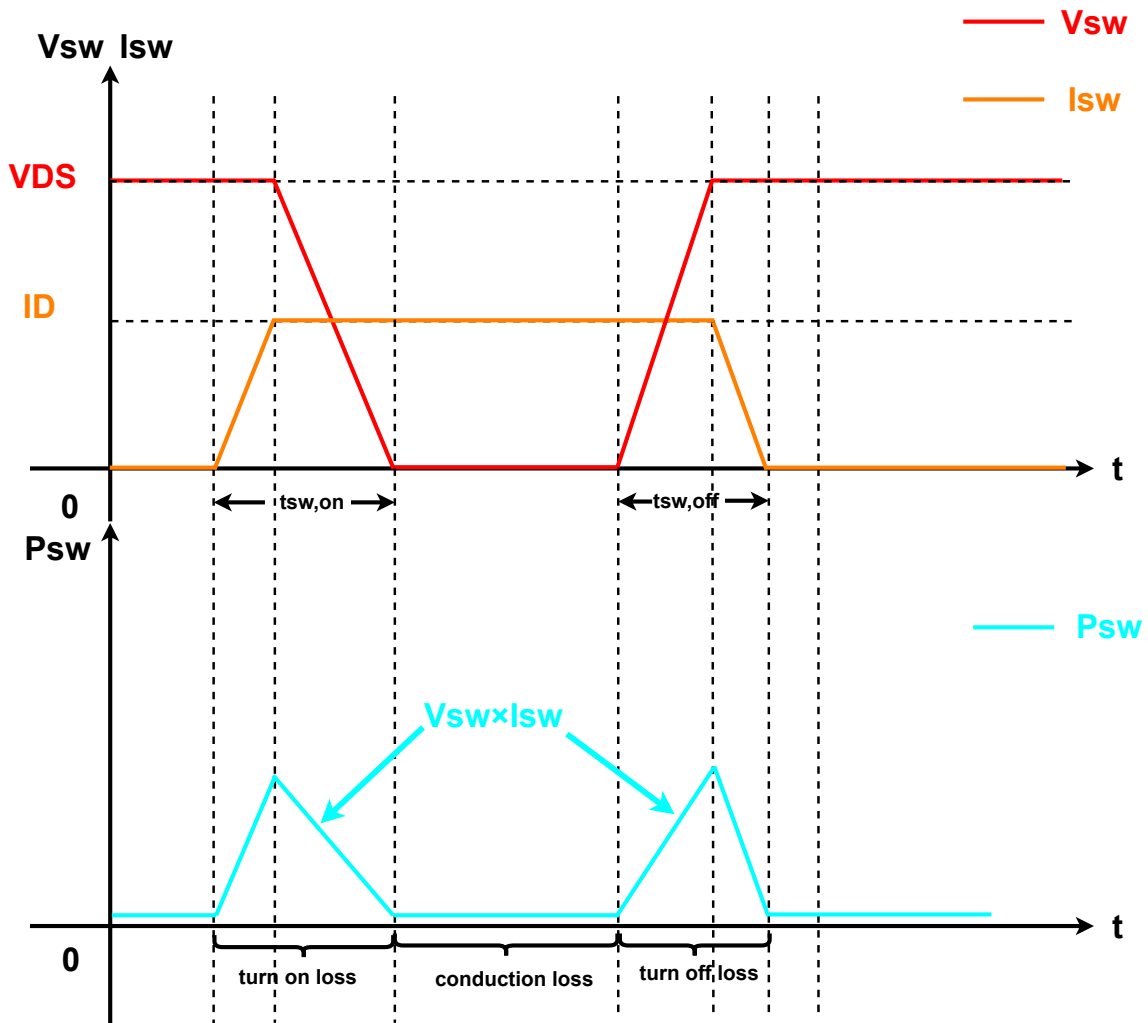 Vsw
Vsw Isw
Isw
VDS
ID
t
0
tsw,on
tsw,off
Psw
Psw
Vsw×Isw
t
0
turn on loss
conduction loss
turn off loss